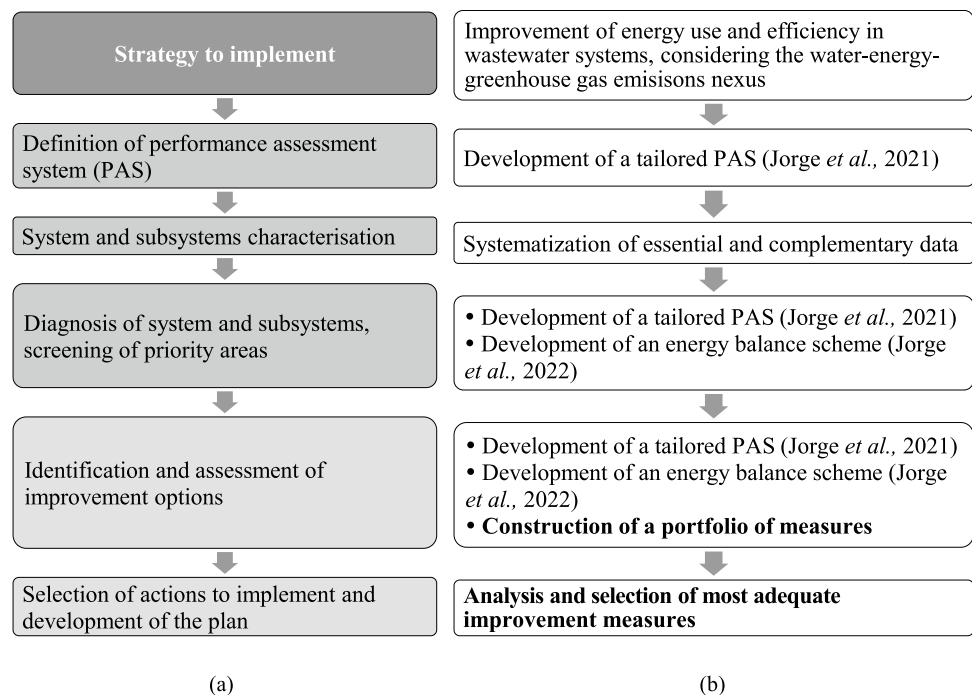 Strategy to implement
Definition of performance assessment
system (PAS)
System and subsystems characterisation
Diagnosis of system and subsystems,
screening of priority areas
Identification and assessment of
improvement options
Selection of actions to implement and
development of the plan
(a)
Improvement of energy use and efficiency in
wastewater systems, considering the water-energy-
greenhouse gas emisisons nexus
Development of a tailored PAS (Jorge et al., 2021)
Systematization of essential and complementary data
• Development of a tailored PAS (Jorge et al., 2021)
• Development of an energy balance scheme (Jorge
et al., 2022)
• Development of a tailored PAS (Jorge et al., 2021)
• Development of an energy balance scheme (Jorge
et al., 2022)
• Construction of a portfolio of measures
Analysis and selection of most adequate
improvement measures
(b)